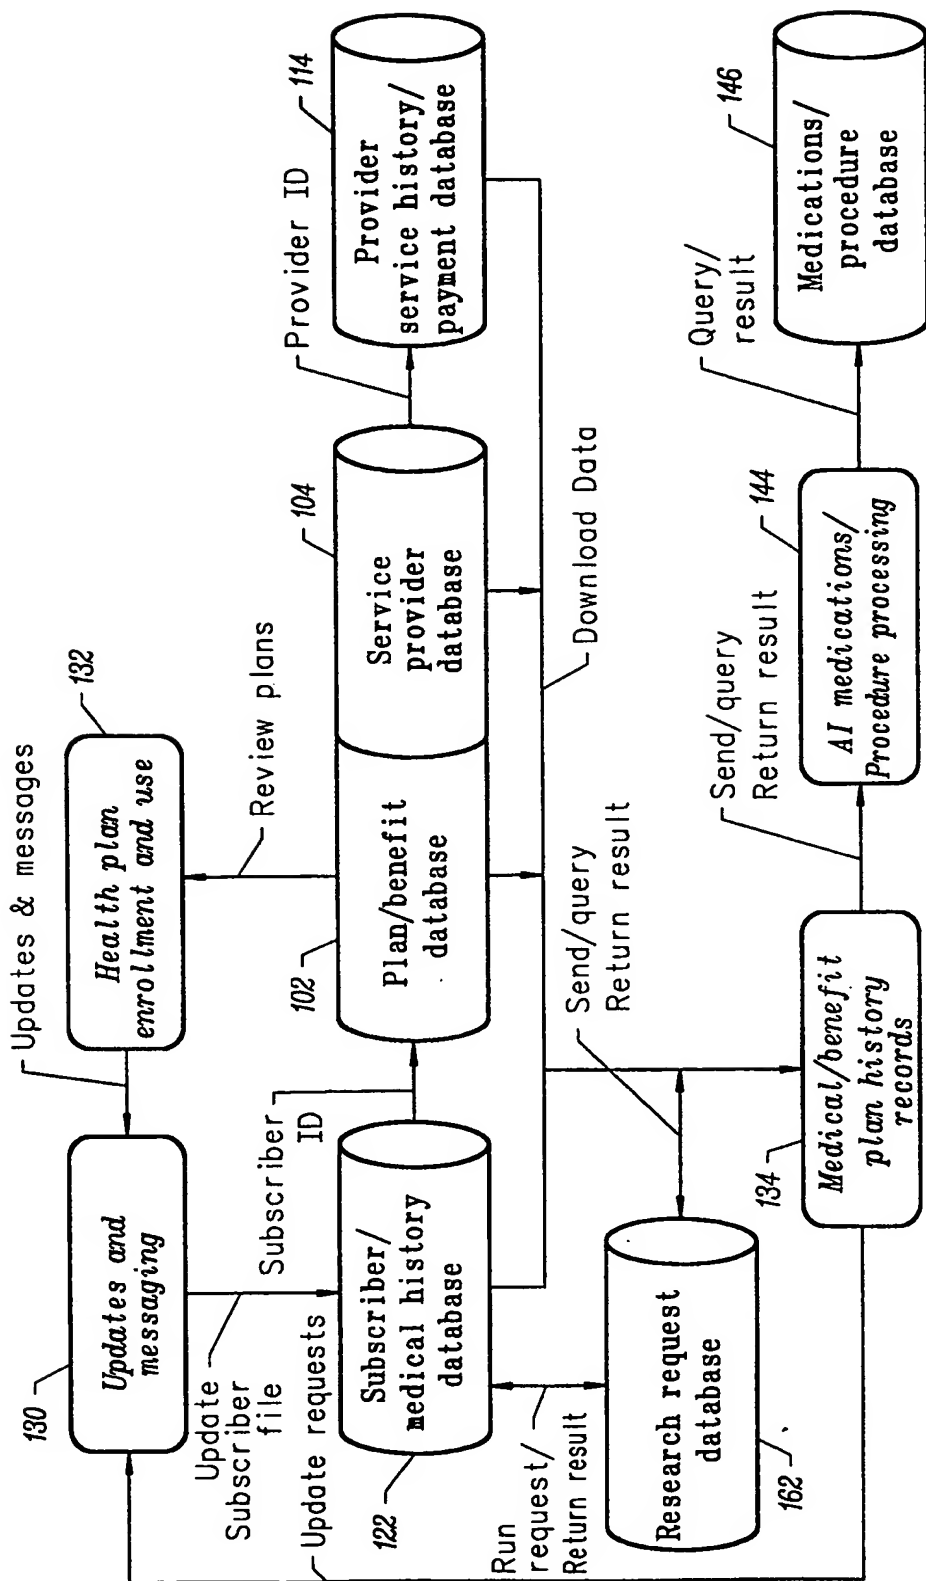 Updates & messages
130
Updates and
messaging
132
Health plan
enrollment and use
Update
Subscriber
file
Review plans
Update requests
Subscriber
ID
Provider ID
122
Subscriber/
medical history
database
102
Plan/benefit
database
104
Service
provider
database
114
Provider
service history/
payment database
Download Data
Run
request/
Return result
Send/query
Return result
162
Research request
database
134
Medical/benefit
plan history
records
Send/query
Return result
144
AI medications/
Procedure processing
Query/
result
146
Medications/
procedure
database